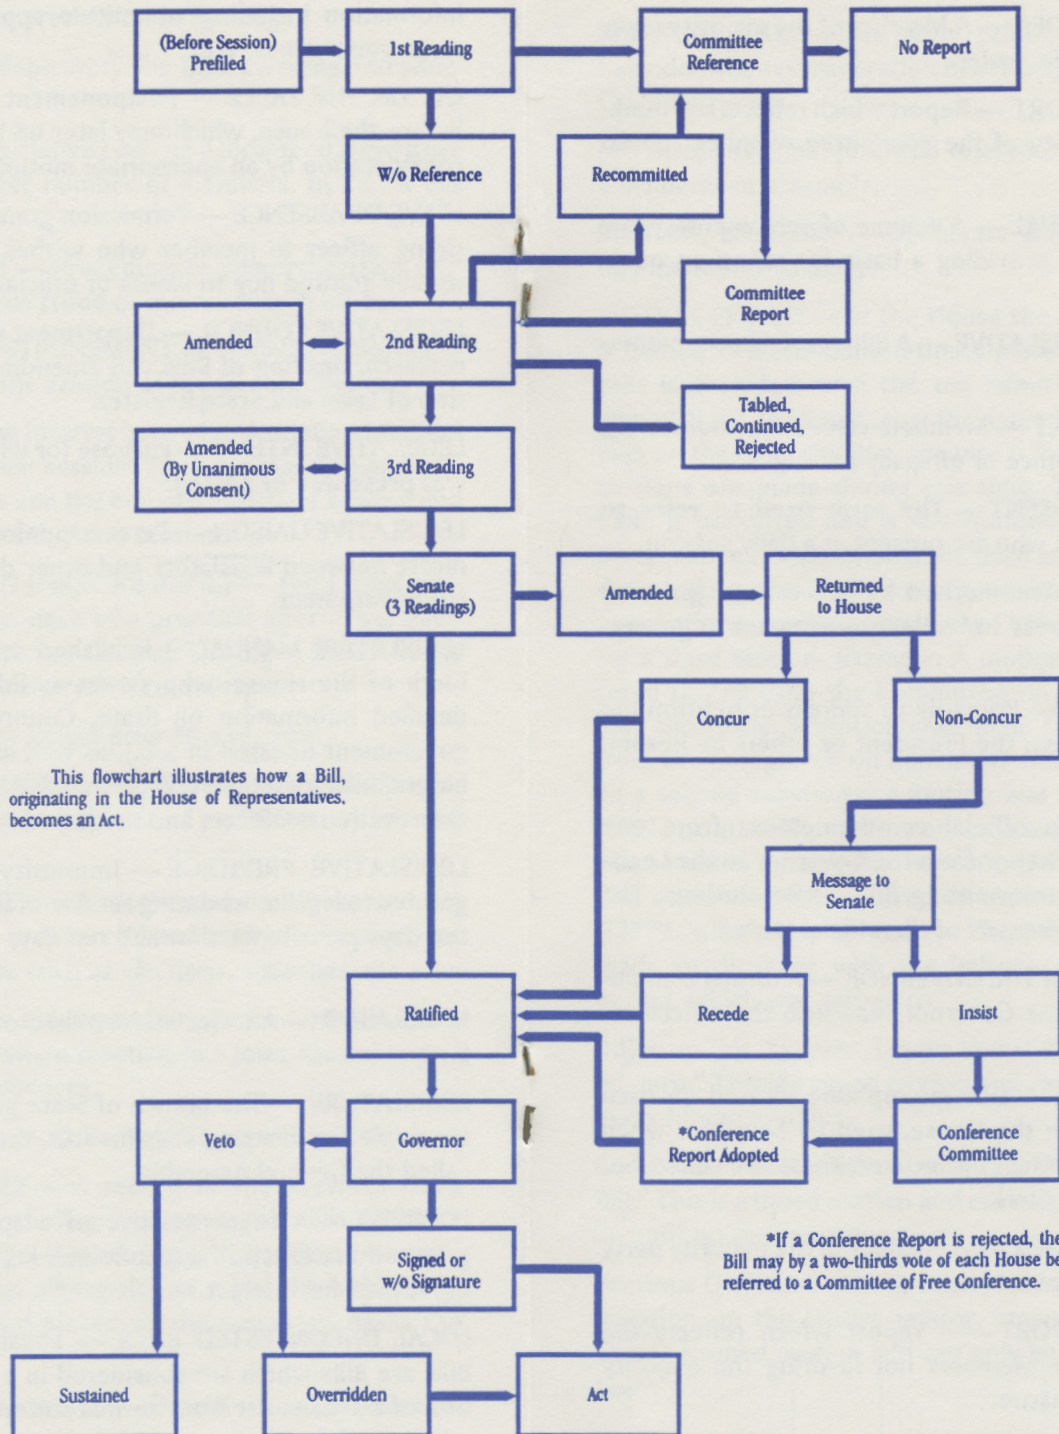 (Before Session)
Prefiled
1st Reading
Committee
Reference
No Report
W/o Reference
Recommitted
Committee
Report
Amended
2nd Reading
Tabled,
Continued,
Rejected
Amended
(By Unanimous
Consent)
3rd Reading
Senate
(3 Readings)
Amended
Returned
to House
Concur
Non-Concur
This flowchart illustrates how a Bill,
originating in the House of Representatives,
becomes an Act.
Message to
Senate
Ratified
Recede
Insist
Veto
Governor
*Conference
Report Adopted
Conference
Committee
Signed or
w/o Signature
*If a Conference Report is rejected, the
Bill may by a two-thirds vote of each House be
referred to a Committee of Free Conference.
Sustained
Overridden
Act